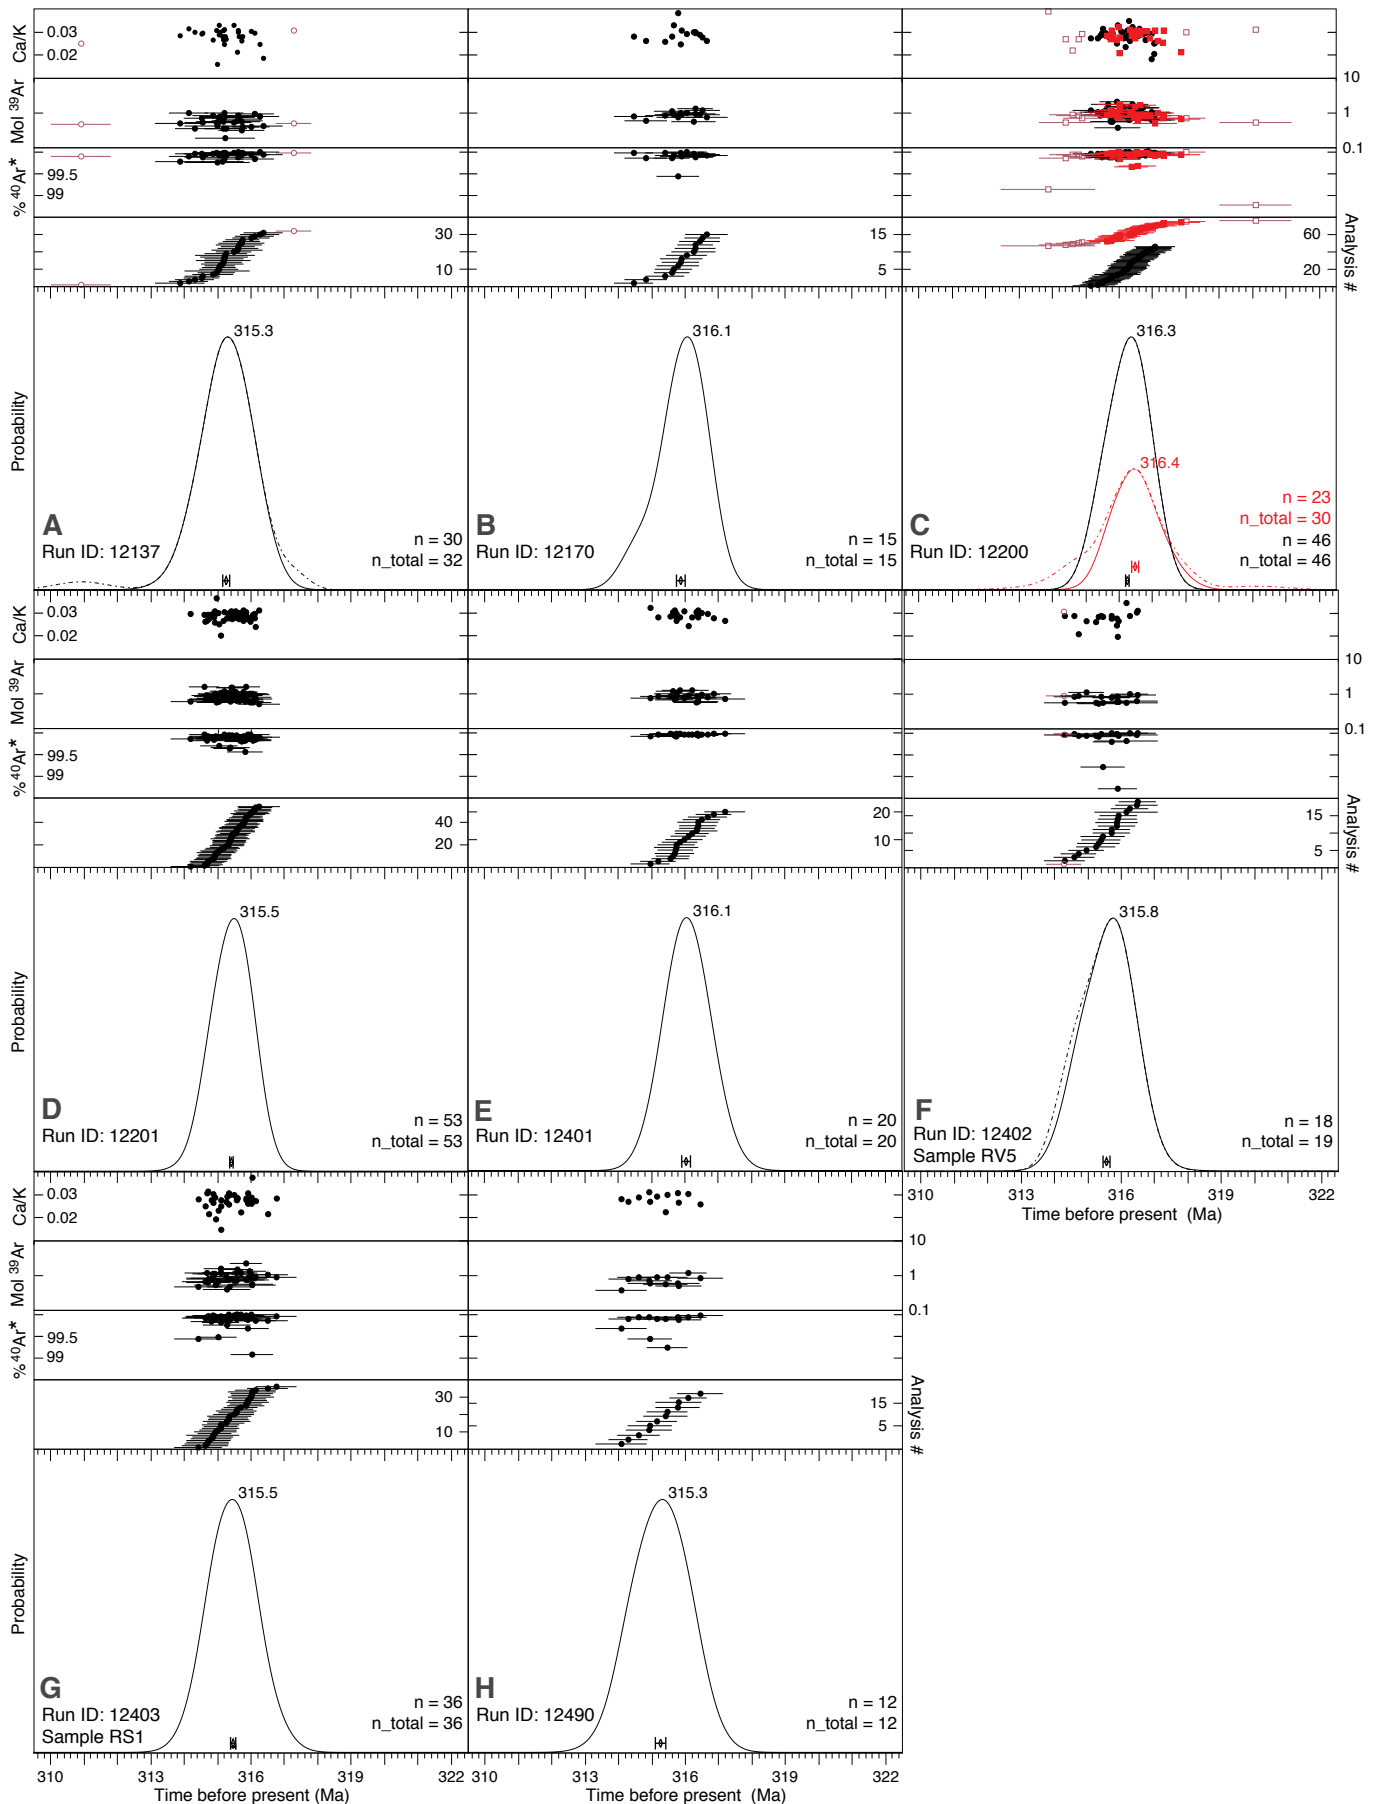 Ca/K
0.03
0.02
Mol ³⁹Ar
10
1
0.1
%⁴⁰Ar*
99.5
99
30
10
15
5
60
20
Analysis #
Probability
315.3
A
Run ID: 12137
n = 30
n_total = 32
316.1
B
Run ID: 12170
n = 15
n_total = 15
316.3
316.4
C
Run ID: 12200
n = 23
n_total = 30
n = 46
n_total = 46
Ca/K
0.03
0.02
Mol ³⁹Ar
10
1
0.1
%⁴⁰Ar*
99.5
99
40
20
20
10
15
5
Analysis #
Probability
315.5
D
Run ID: 12201
n = 53
n_total = 53
316.1
E
Run ID: 12401
n = 20
n_total = 20
315.8
F
Run ID: 12402
Sample RV5
n = 18
n_total = 19
310 313 316 319 322
Time before present (Ma)
Ca/K
0.03
0.02
Mol ³⁹Ar
10
1
0.1
%⁴⁰Ar*
99.5
99
30
10
15
5
Analysis #
Probability
315.5
G
Run ID: 12403
Sample RS1
n = 36
n_total = 36
315.3
H
Run ID: 12490
n = 12
n_total = 12
310 313 316 319 322
Time before present (Ma)
310 313 316 319 322
Time before present (Ma)